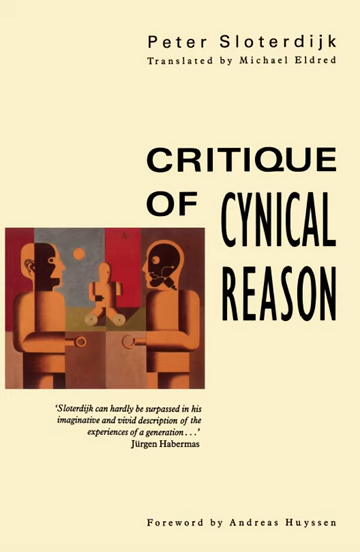 Peter Sloterdijk
Translated by Michael Eldred
CRITIQUE
OF CYNICAL
REASON
'Sloterdijk can hardly be surpassed in his
imaginative and vivid description of the
experiences of a generation . . .'
Jürgen Habermas
Foreword by Andreas Huyssen